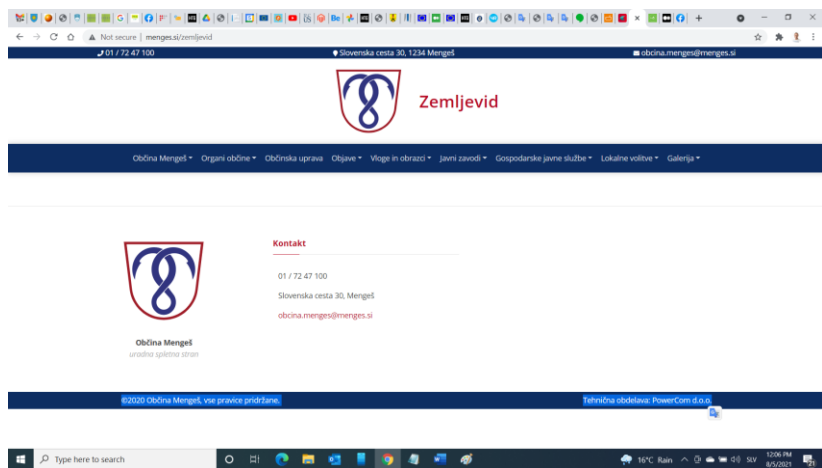 Not secure | menges.si/zemljevid
01 / 72 47 100
Slovenska cesta 30, 1234 Mengeš
obcina.menges@menges.si
Zemljevid
Občina Mengeš
Organi občine
Občinska uprava
Objave
Vloge in obrazci
Javni zavodi
Gospodarske javne službe
Lokalne volitve
Galerija
Kontakt
01 / 72 47 100
Slovenska cesta 30, Mengeš
obcina.menges@menges.si
Občina Mengeš
uradna spletna stran
©2020 Občina Mengeš, vse pravice pridržane.
Tehnična obdelava: PowerCom d.o.o.
Type here to search
16°C Rain
SLV
12:06 PM
8/5/2021